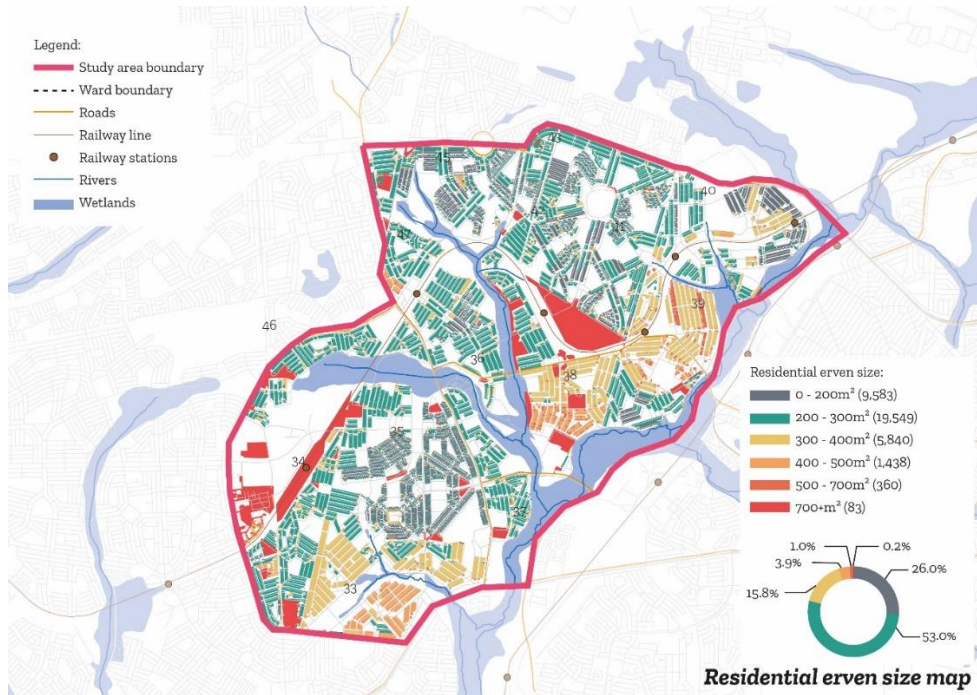 Legend:
Study area boundary
Ward boundary
Roads
Railway line
Railway stations
Rivers
Wetlands
43
40
47
46
39
36
38
35
34
37
33
Residential erven size:
0 - 200m² (9,583)
200 - 300m² (19,549)
300 - 400m² (5,840)
400 - 500m² (1,438)
500 - 700m² (360)
700+m² (83)
1.0%
0.2%
3.9%
26.0%
15.8%
53.0%
Residential erven size map